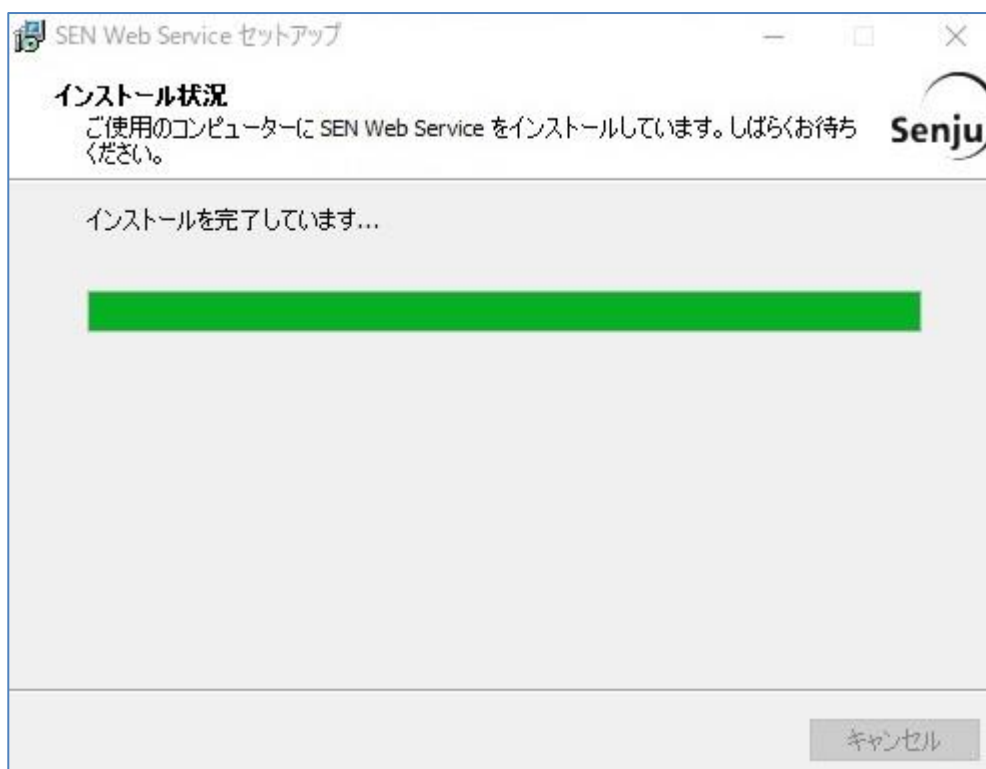 SEN Web Service セットアップ
インストール状況
ご使用のコンピューターに SEN Web Service をインストールしています。しばらくお待ち
ください。
Senju
インストールを完了しています...
キャンセル